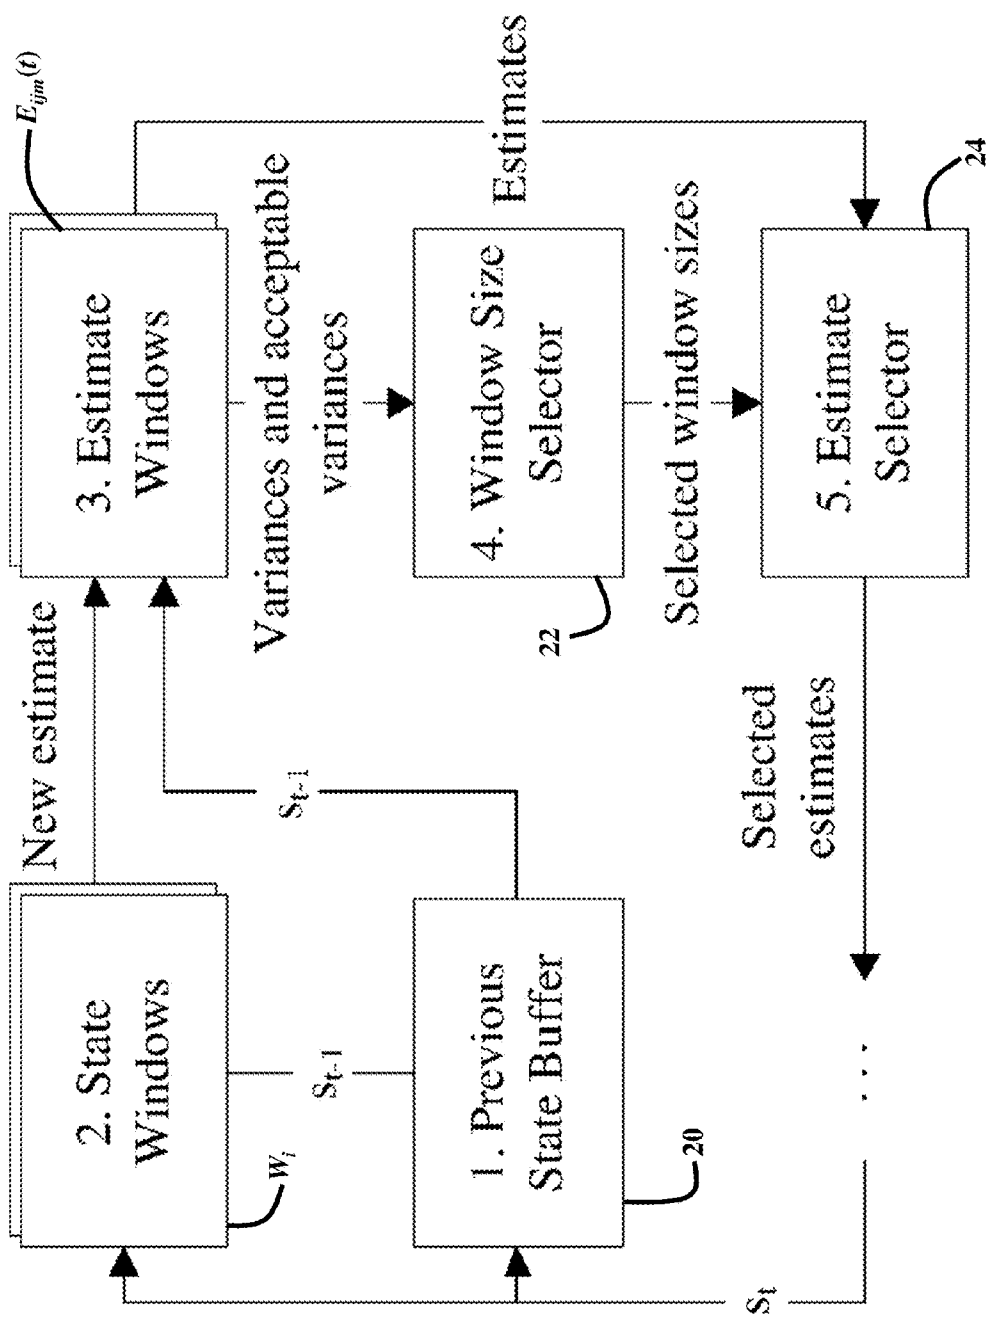 2. State
Windows
W_i
New estimate
3. Estimate
Windows
E_ijm(t)
s_t-1
s_t-1
Variances and acceptable
variances
Estimates
1. Previous
State Buffer
20
4. Window Size
Selector
22
Selected window sizes
s_t
. . .
Selected
estimates
5. Estimate
Selector
24